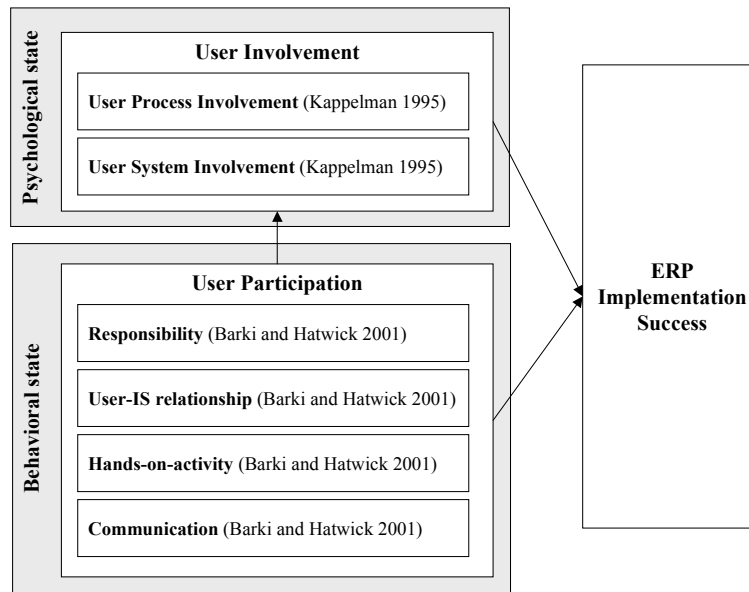 Psychological state
User Involvement
User Process Involvement (Kappelman 1995)
User System Involvement (Kappelman 1995)
Behavioral state
User Participation
Responsibility (Barki and Hatwick 2001)
User-IS relationship (Barki and Hatwick 2001)
Hands-on-activity (Barki and Hatwick 2001)
Communication (Barki and Hatwick 2001)
ERP
Implementation
Success